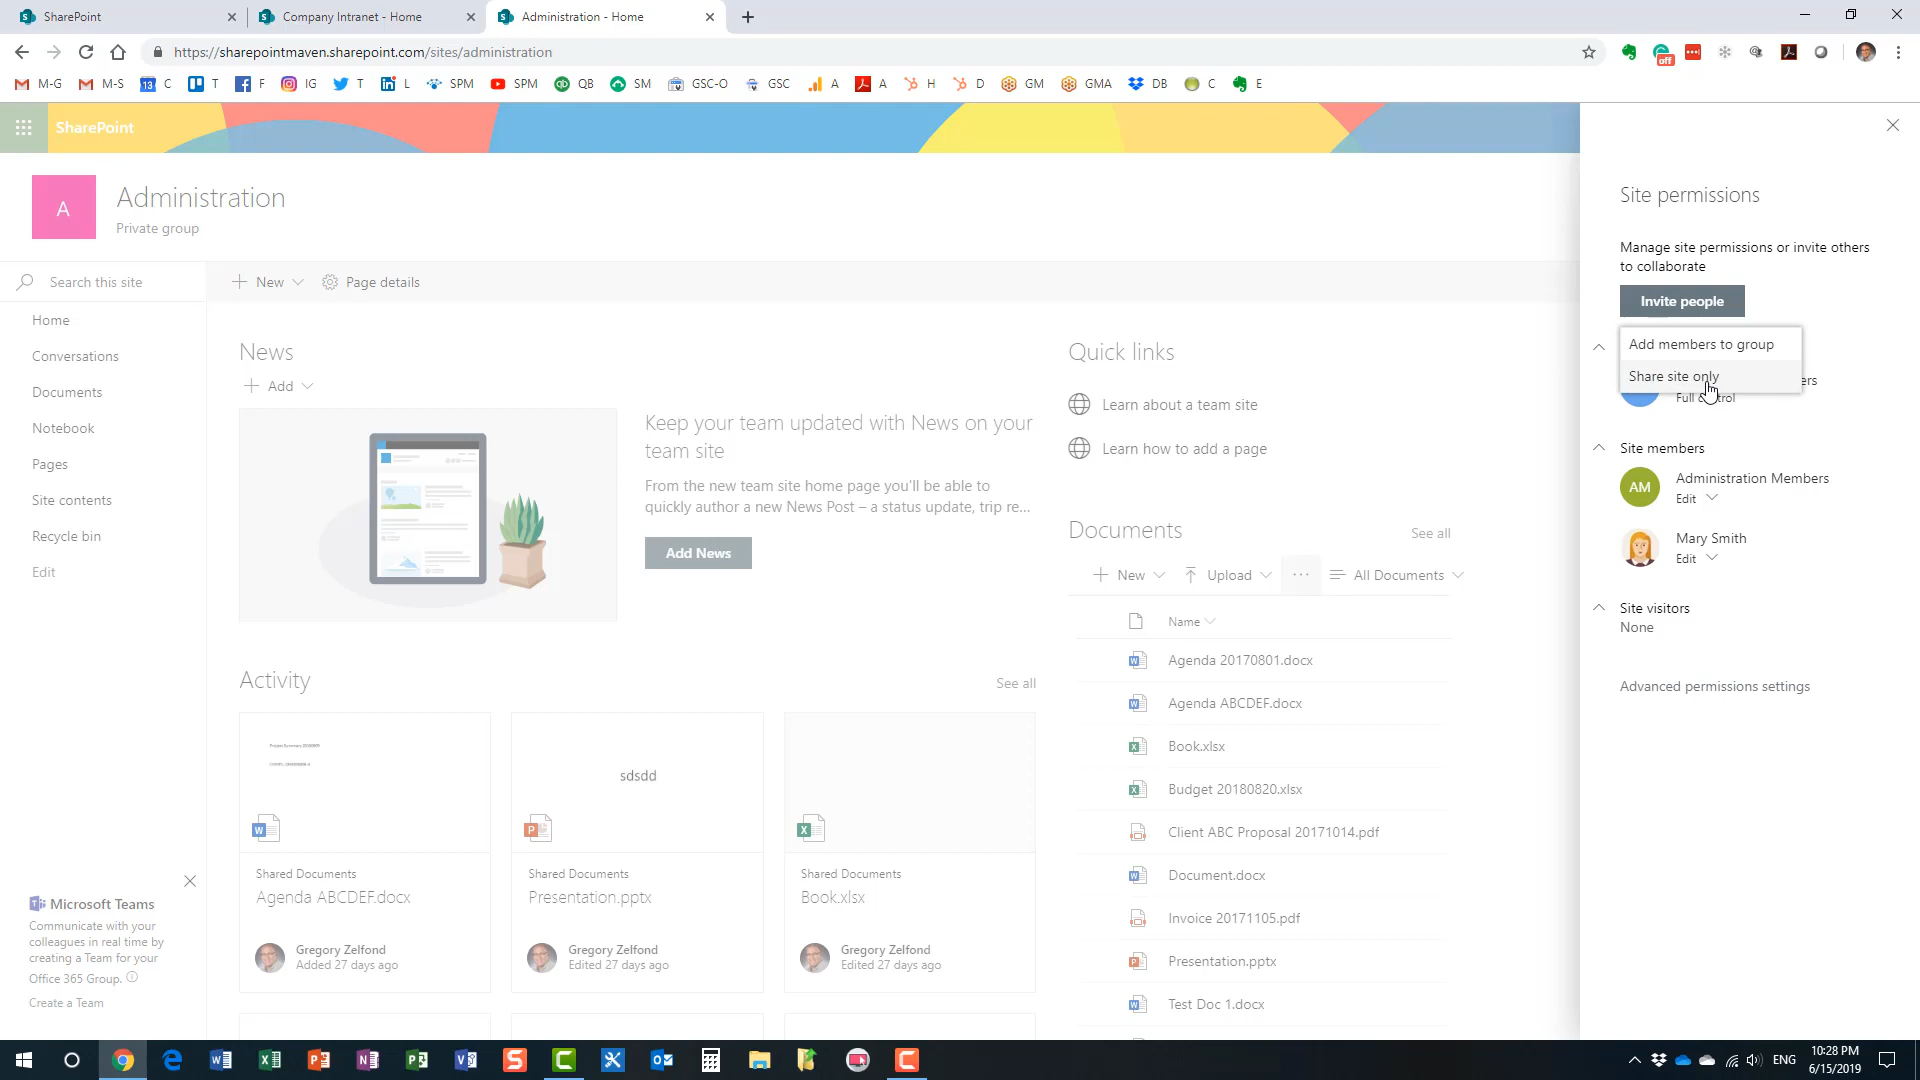 SharePoint
Company Intranet - Home
Administration - Home
https://sharepointmaven.sharepoint.com/sites/administration
off
M-G
M-S
13
C
T
F
IG
T
L
SPM
SPM
QB
SM
GSC-O
GSC
A
A
H
D
GM
GMA
DB
C
E
SharePoint
A
Administration
Private group
Search this site
New
Page details
Home
Conversations
Documents
Notebook
Pages
Site contents
Recycle bin
Edit
Microsoft Teams
Communicate with your
colleagues in real time by
creating a Team for your
Office 365 Group.
Create a Team
News
Add
Keep your team updated with News on your
team site
From the new team site home page you'll be able to
quickly author a new News Post – a status update, trip re...
Add News
Activity
See all
sdsdd
Shared Documents
Agenda ABCDEF.docx
Gregory Zelfond
Added 27 days ago
Shared Documents
Presentation.pptx
Gregory Zelfond
Edited 27 days ago
Shared Documents
Book.xlsx
Gregory Zelfond
Edited 27 days ago
Quick links
Learn about a team site
Learn how to add a page
Documents
See all
New
Upload
All Documents
Name
Agenda 20170801.docx
Agenda ABCDEF.docx
Book.xlsx
Budget 20180820.xlsx
Client ABC Proposal 20171014.pdf
Document.docx
Invoice 20171105.pdf
Presentation.pptx
Test Doc 1.docx
Site permissions
Manage site permissions or invite others
to collaborate
Invite people
Add members to group
Share site only
ers
Full
Site members
AM
Administration Members
Edit
Mary Smith
Edit
Site visitors
None
Advanced permissions settings
ENG
10:28 PM
6/15/2019